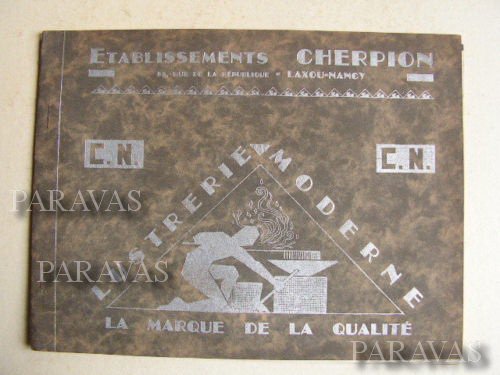 ETABLISSEMENTS CHERPION
RUE DE LA RÉPUBLIQUE LAXOU-NANCY
C.N. C.N.
LUSTRERIE MODERNE
LA MARQUE DE LA QUALITÉ
PARAVAS
PARAVAS
PARAVAS